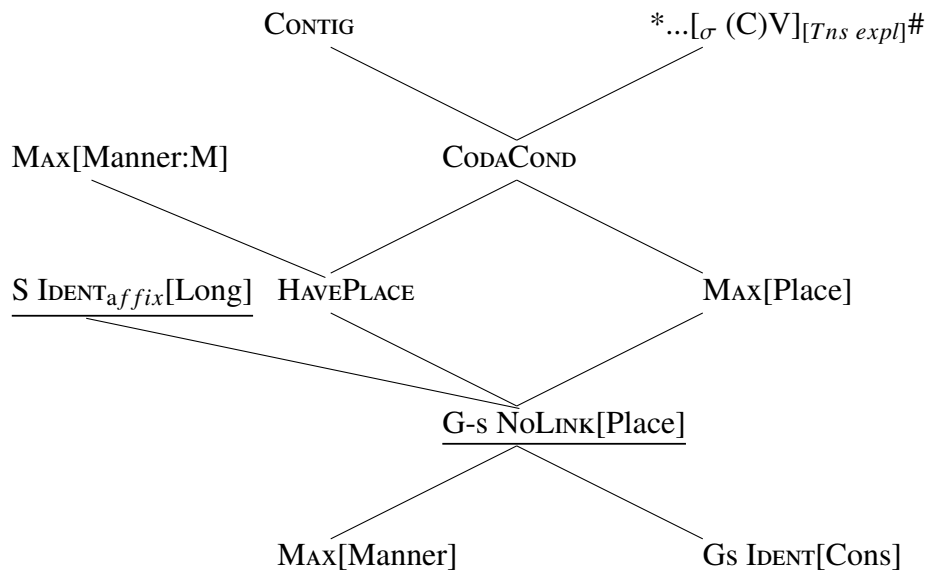 Contig *...[σ (C)V][Tns expl]#
Max[Manner:M] CodaCond
S Identaffix[Long] HavePlace Max[Place]
G-s NoLink[Place]
Max[Manner] Gs Ident[Cons]